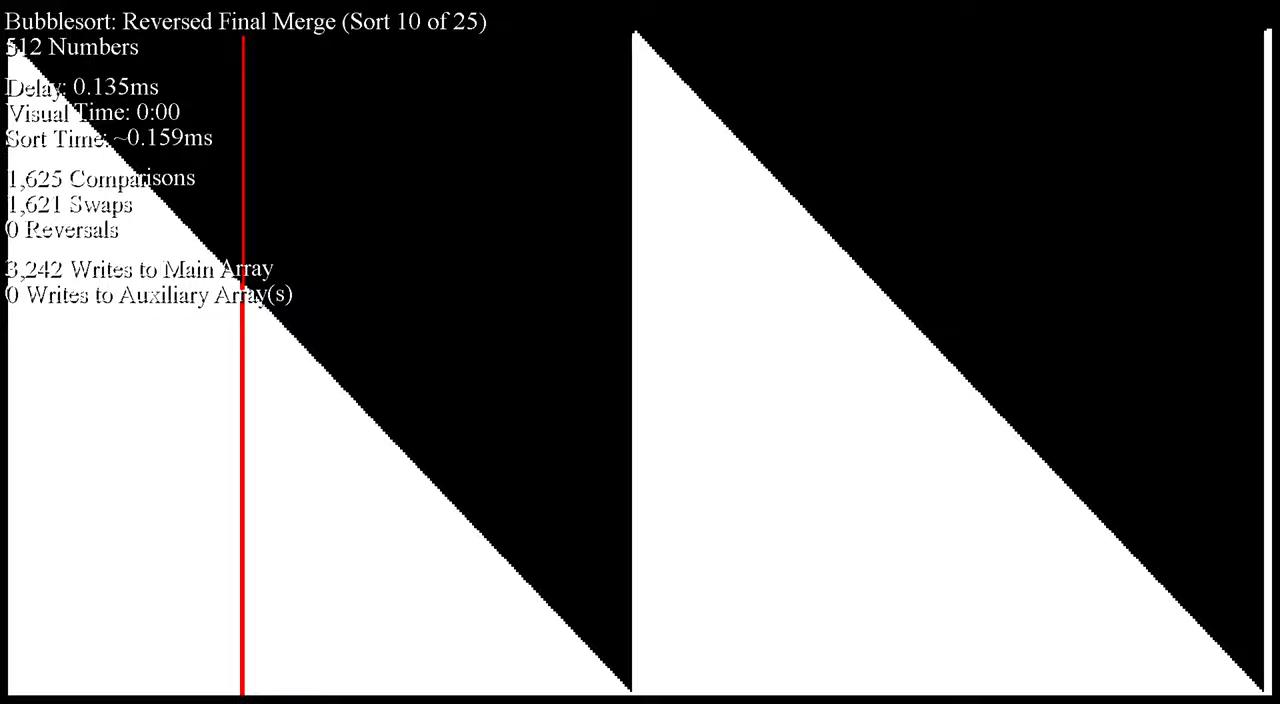 Bubblesort: Reversed Final Merge (Sort 10 of 25)
512 Numbers
Delay: 0.135ms
Visual Time: 0:00
Sort Time: ~0.159ms
1,625 Comparisons
1,621 Swaps
0 Reversals
3,242 Writes to Main Array
0 Writes to Auxiliary Array(s)